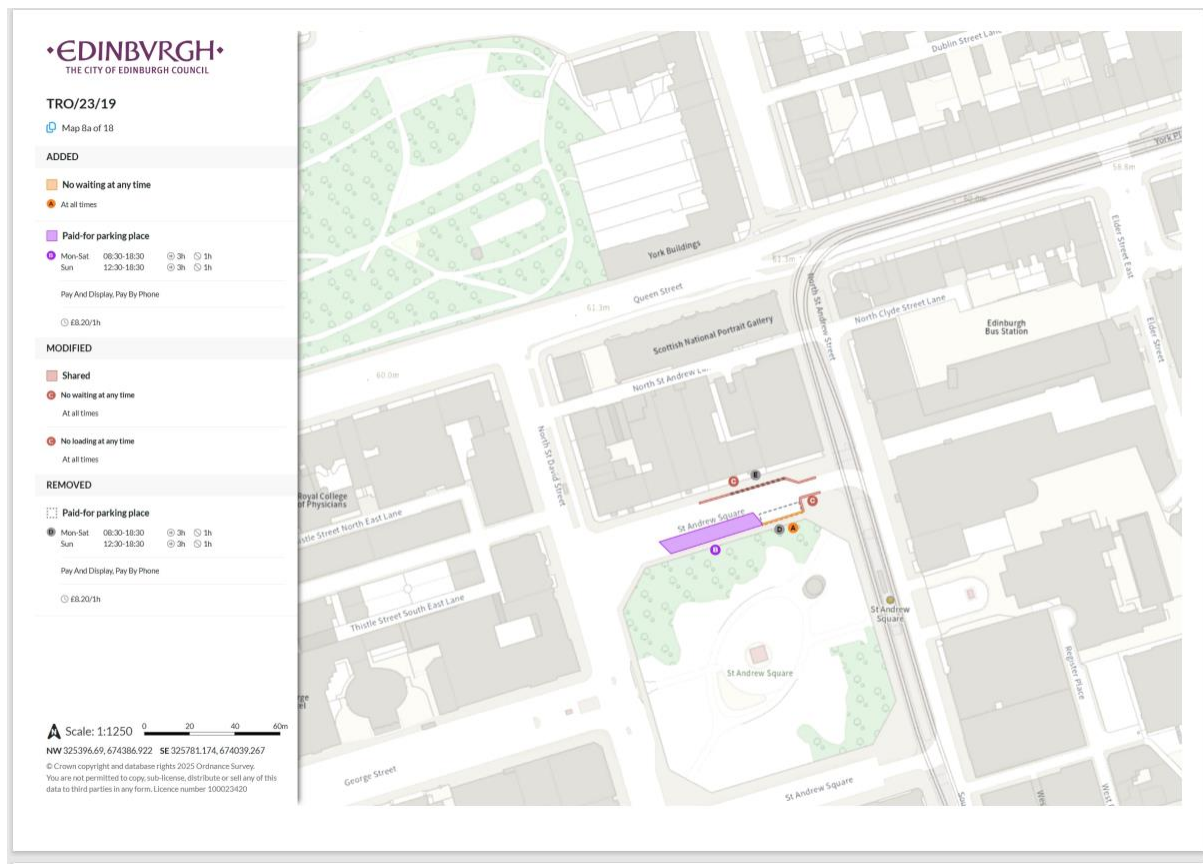 EDINBVRGH
THE CITY OF EDINBURGH COUNCIL
TRO/23/19
Map 8a of 18
ADDED
No waiting at any time
A At all times
Paid-for parking place
B Mon-Sat 08:30-18:30 3h 1h
Sun 12:30-18:30 3h 1h
Pay And Display, Pay By Phone
£8.20/1h
MODIFIED
Shared
C No waiting at any time
At all times
C No loading at any time
At all times
REMOVED
Paid-for parking place
D Mon-Sat 08:30-18:30 3h 1h
Sun 12:30-18:30 3h 1h
Pay And Display, Pay By Phone
£8.20/1h
N Scale: 1:1250 0 20 40 60m
NW 325396.69, 674386.922 SE 325781.174, 674039.267
© Crown copyright and database rights 2025 Ordnance Survey.
You are not permitted to copy, sub-license, distribute or sell any of this
data to third parties in any form. Licence number 100023420
Dublin Street Lane
York Pl
58.8m
Elder Street East
York Buildings
61.3m
Queen Street
61.3m
North St Andrew Street
North Clyde Street Lane
Edinburgh
Bus Station
Elder Street
Scottish National Portrait Gallery
North St Andrew
60.0m
North St David Street
Royal College
of Physicians
istle Street North East Lane
C
E
C
St Andrew Square
D
A
B
Thistle Street South East Lane
St Andrew
Square
St Andrew Square
Register Place
George Street
St Andrew Square
West